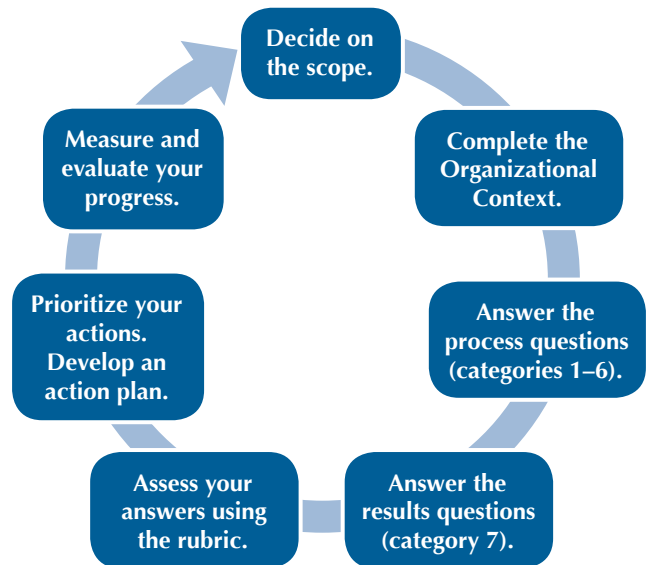 Decide on
the scope.
Complete the
Organizational
Context.
Answer the
process questions
(categories 1–6).
Answer the
results questions
(category 7).
Assess your
answers using
the rubric.
Prioritize your
actions.
Develop an
action plan.
Measure and
evaluate your
progress.